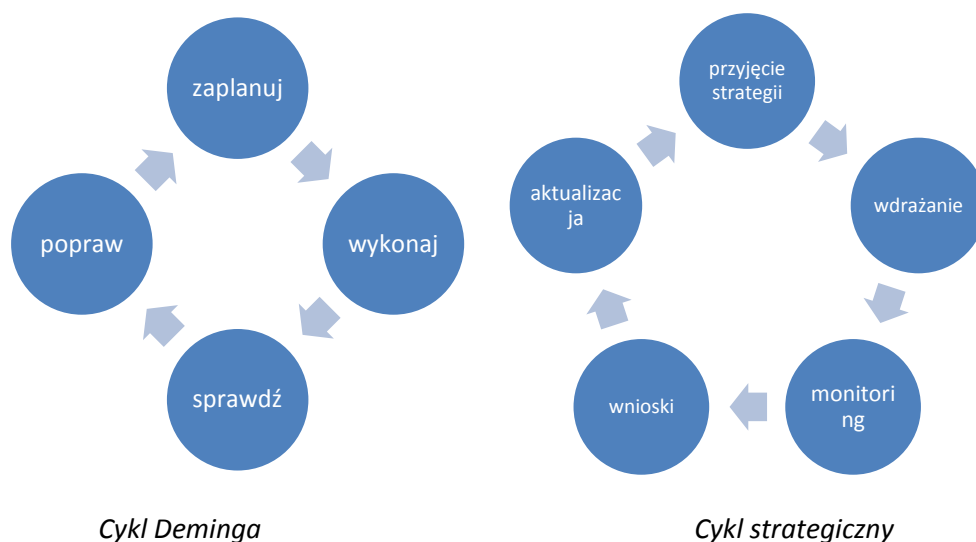 zaplanuj
wykonaj
sprawdź
popraw
Cykl Deminga
przyjęcie
strategii
wdrażanie
monitori
ng
wnioski
aktualizac
ja
Cykl strategiczny